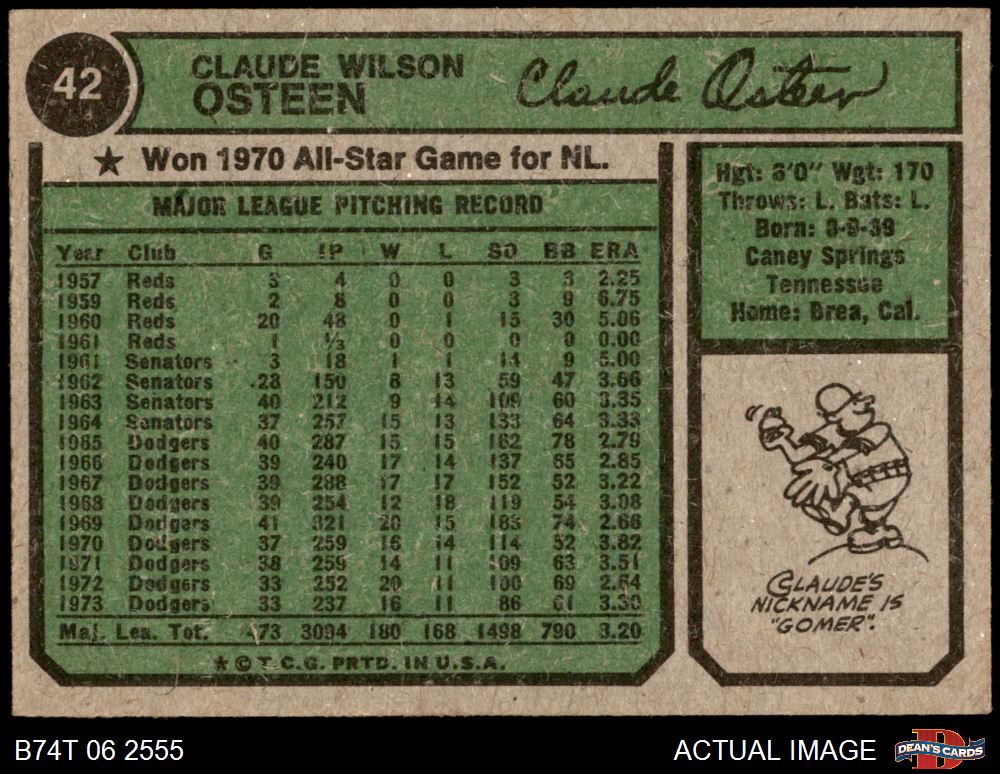 42
CLAUDE WILSON
OSTEEN
Claude Osteen
★ Won 1970 All-Star Game for NL.
MAJOR LEAGUE PITCHING RECORD
Year Club G IP W L SO BB ERA
1957 Reds 3 4 0 0 3 3 2.25
1959 Reds 2 8 0 0 3 9 6.75
1960 Reds 20 48 0 1 15 30 5.06
1961 Reds 1 ⅓ 0 0 0 0 0.00
1961 Senators 3 18 1 1 14 9 5.00
1962 Senators 28 150 8 13 59 47 3.66
1963 Senators 40 212 9 14 109 60 3.35
1964 Senators 37 257 15 13 133 64 3.33
1965 Dodgers 40 287 15 15 162 78 2.79
1966 Dodgers 39 240 17 14 137 65 2.85
1967 Dodgers 39 288 17 17 152 52 3.22
1968 Dodgers 39 254 12 18 119 54 3.08
1969 Dodgers 41 321 20 15 183 74 2.66
1970 Dodgers 37 259 16 14 114 52 3.82
1971 Dodgers 38 259 14 11 109 63 3.51
1972 Dodgers 33 252 20 11 100 69 2.64
1973 Dodgers 33 237 16 11 86 61 3.30
Maj. Lea. Tot. 473 3094 180 168 1498 790 3.20
★ © T.C.G. PRTD. IN U.S.A.
Hgt: 6'0" Wgt: 170
Throws: L. Bats: L.
Born: 8-9-39
Caney Springs
Tennessee
Home: Brea, Cal.
CLAUDE'S
NICKNAME IS
"GOMER".
B74T 06 2555
ACTUAL IMAGE
DEAN'S CARDS